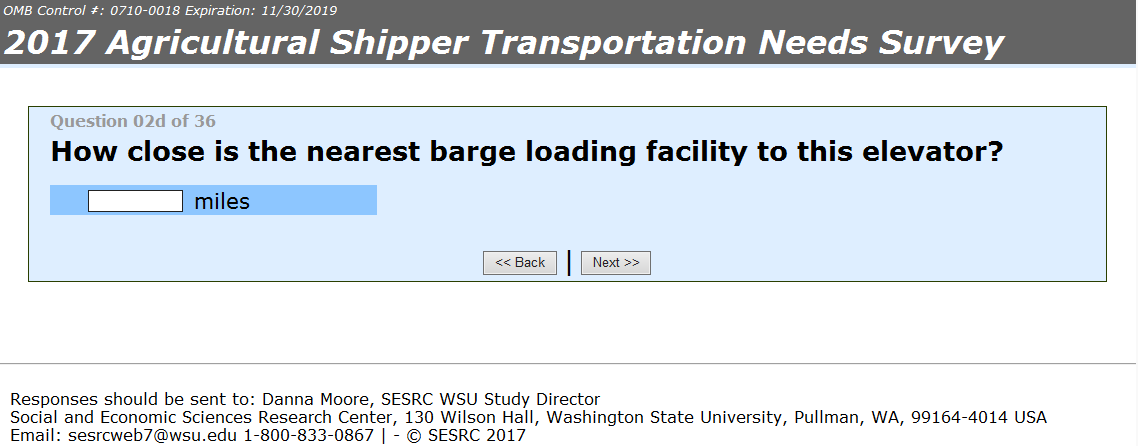 OMB Control #: 0710-0018 Expiration: 11/30/2019
2017 Agricultural Shipper Transportation Needs Survey
Question 02d of 36
How close is the nearest barge loading facility to this elevator?
miles
<< Back | Next >>
Responses should be sent to: Danna Moore, SESRC WSU Study Director
Social and Economic Sciences Research Center, 130 Wilson Hall, Washington State University, Pullman, WA, 99164-4014 USA
Email: sesrcweb7@wsu.edu 1-800-833-0867 | - © SESRC 2017